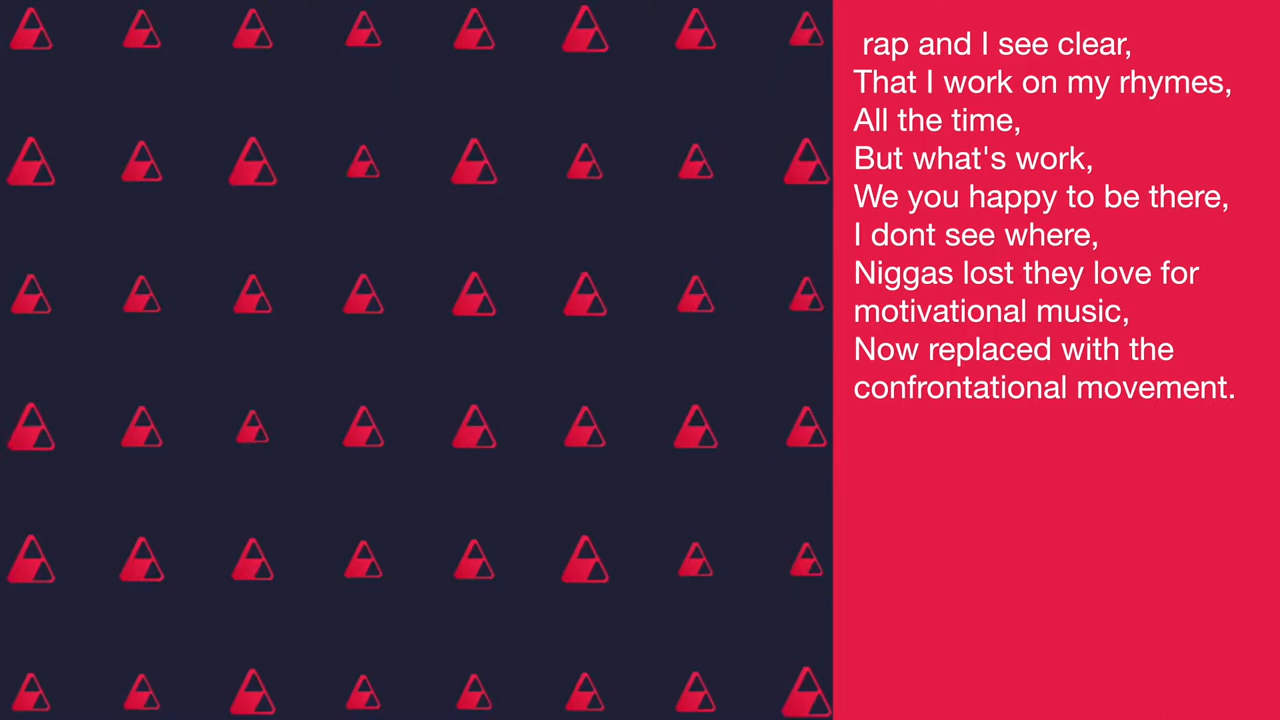 rap and I see clear,
That I work on my rhymes,
All the time,
But what's work,
We you happy to be there,
I dont see where,
Niggas lost they love for
motivational music,
Now replaced with the
confrontational movement.